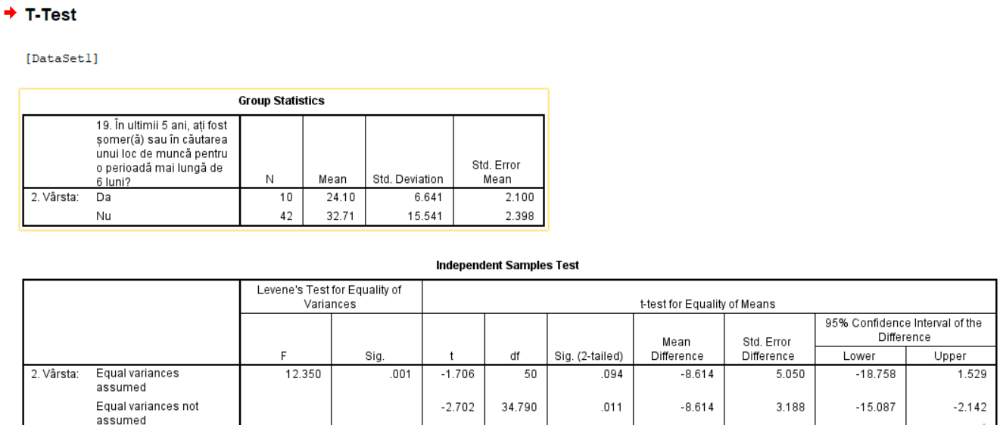 T-Test
[DataSet1]
Group Statistics
19. În ultimii 5 ani, ați fost
șomer(ă) sau în căutarea
unui loc de muncă pentru
o perioadă mai lungă de
6 luni?
N Mean Std. Deviation Std. Error Mean
2. Vârsta: Da 10 24.10 6.641 2.100
Nu 42 32.71 15.541 2.398
Independent Samples Test
Levene's Test for Equality of
Variances
t-test for Equality of Means
F Sig. t df Sig. (2-tailed) Mean Difference Std. Error Difference
95% Confidence Interval of the
Difference
Lower Upper
2. Vârsta: Equal variances assumed 12.350 .001 -1.706 50 .094 -8.614 5.050 -18.758 1.529
Equal variances not assumed -2.702 34.790 .011 -8.614 3.188 -15.087 -2.142